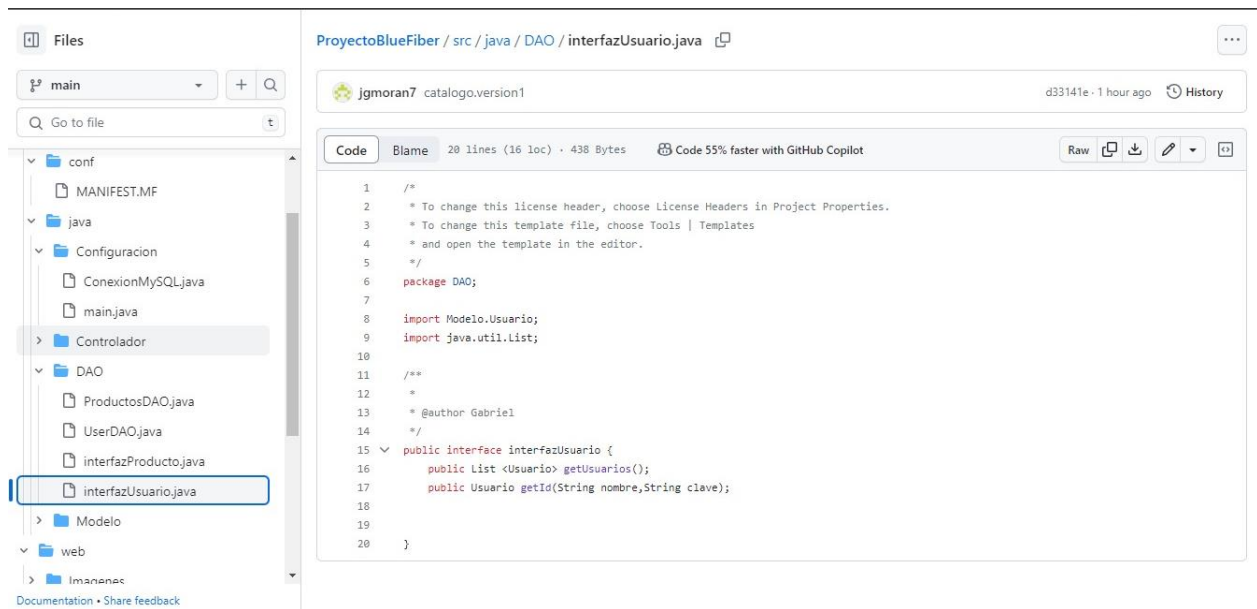 Files
main
Go to file
t
conf
MANIFEST.MF
java
Configuracion
ConexionMySQL.java
main.java
Controlador
DAO
ProductosDAO.java
UserDAO.java
interfazProducto.java
interfazUsuario.java
Modelo
web
Imagenes
Documentation • Share feedback
ProyectoBlueFiber / src / java / DAO / interfazUsuario.java
jgmoran7 catalogo.version1 d33141e · 1 hour ago History
Code Blame 20 lines (16 loc) · 438 Bytes Code 55% faster with GitHub Copilot Raw
1 /*
2 * To change this license header, choose License Headers in Project Properties.
3 * To change this template file, choose Tools | Templates
4 * and open the template in the editor.
5 */
6 package DAO;
7
8 import Modelo.Usuario;
9 import java.util.List;
10
11 /**
12 *
13 * @author Gabriel
14 */
15 public interface interfazUsuario {
16 public List <Usuario> getUsuarios();
17 public Usuario getId(String nombre,String clave);
18
19
20 }